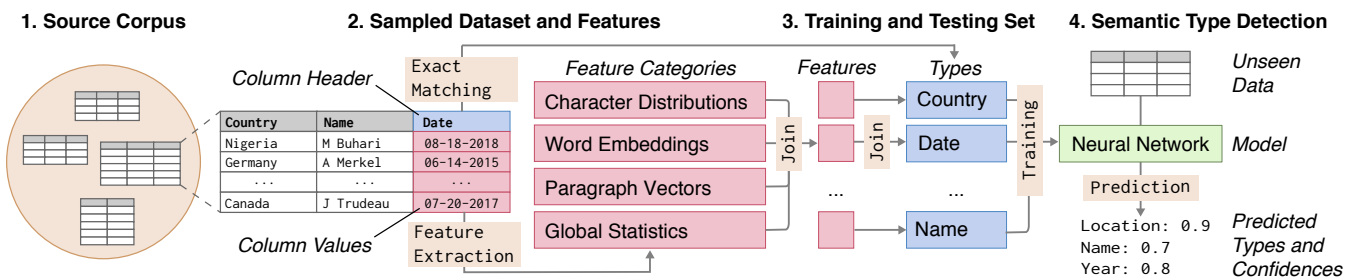 1. Source Corpus
2. Sampled Dataset and Features
3. Training and Testing Set
4. Semantic Type Detection
Column Header
Exact
Matching
Feature Categories
Features
Types
Unseen
Data
Character Distributions
Word Embeddings
Paragraph Vectors
Global Statistics
Join
Join
Country
Date
...
...
Name
Training
Country Name Date
Nigeria M Buhari 08-18-2018
Germany A Merkel 06-14-2015
... ... ...
Canada J Trudeau 07-20-2017
Column Values
Feature
Extraction
Neural Network
Model
Prediction
Location: 0.9
Name: 0.7
Year: 0.8
Predicted
Types and
Confidences